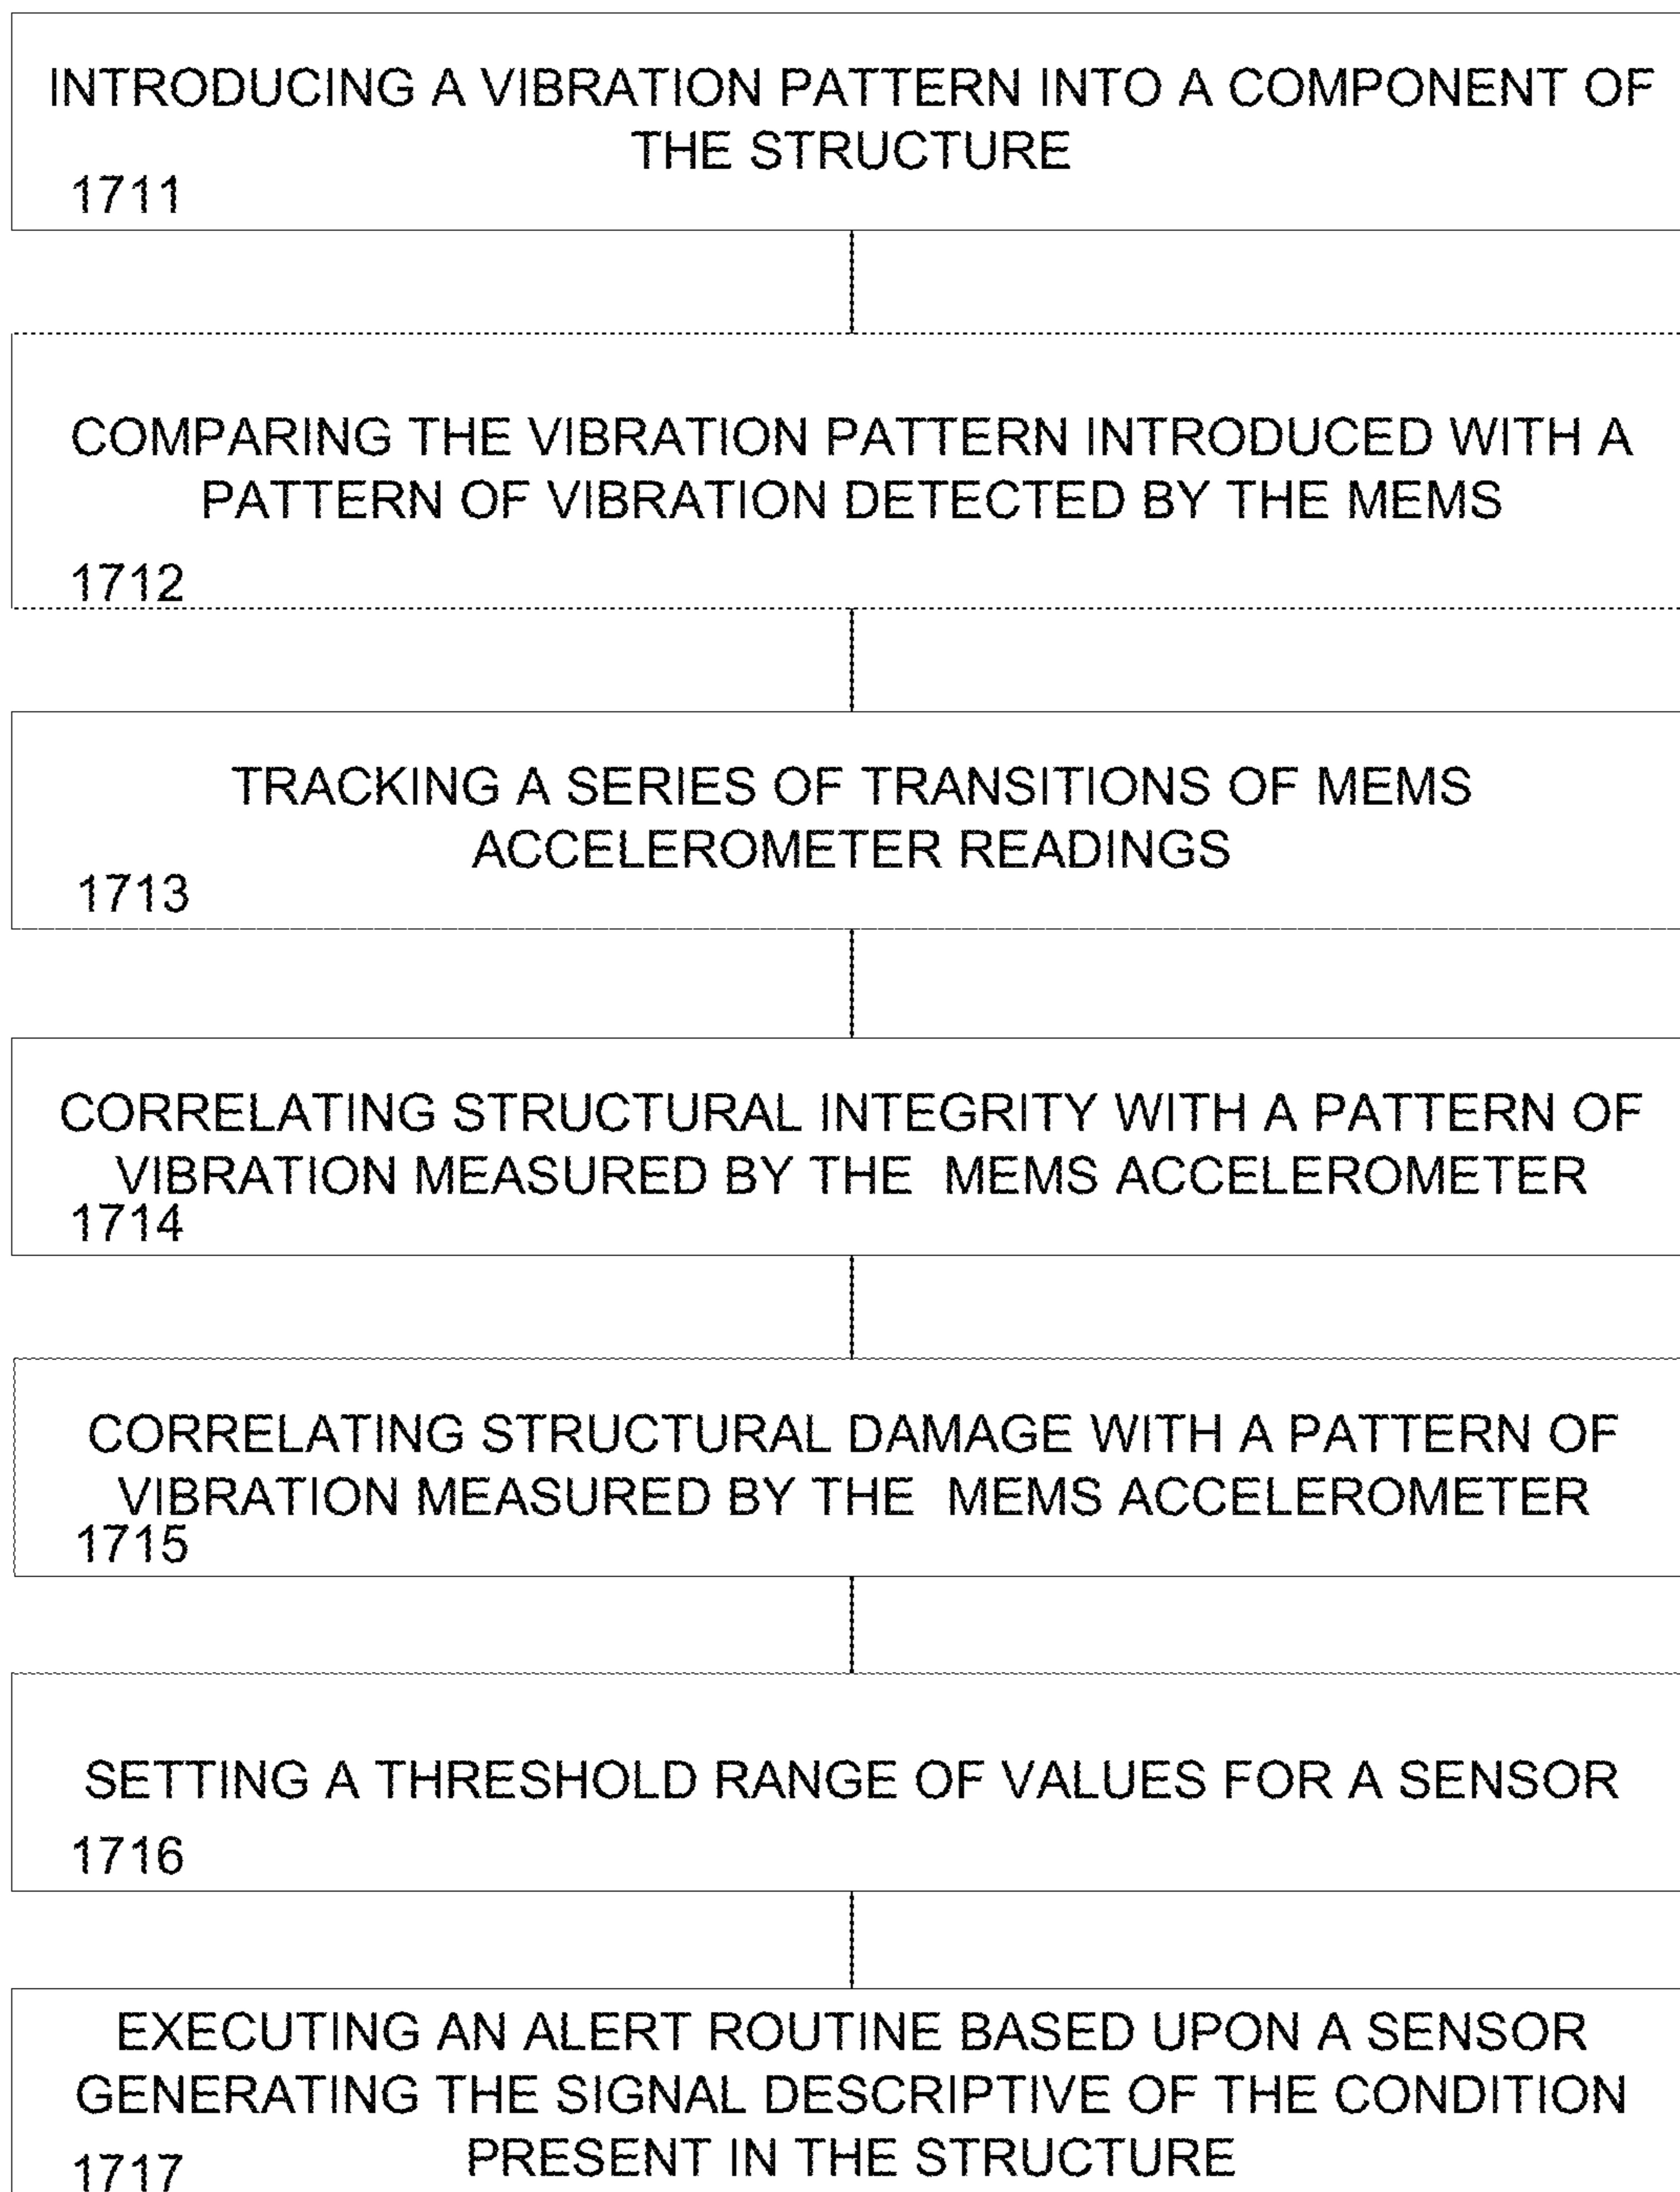 INTRODUCING A VIBRATION PATTERN INTO A COMPONENT OF
THE STRUCTURE
1711
COMPARING THE VIBRATION PATTERN INTRODUCED WITH A
PATTERN OF VIBRATION DETECTED BY THE MEMS
1712
TRACKING A SERIES OF TRANSITIONS OF MEMS
ACCELEROMETER READINGS
1713
CORRELATING STRUCTURAL INTEGRITY WITH A PATTERN OF
VIBRATION MEASURED BY THE MEMS ACCELEROMETER
1714
CORRELATING STRUCTURAL DAMAGE WITH A PATTERN OF
VIBRATION MEASURED BY THE MEMS ACCELEROMETER
1715
SETTING A THRESHOLD RANGE OF VALUES FOR A SENSOR
1716
EXECUTING AN ALERT ROUTINE BASED UPON A SENSOR
GENERATING THE SIGNAL DESCRIPTIVE OF THE CONDITION
PRESENT IN THE STRUCTURE
1717